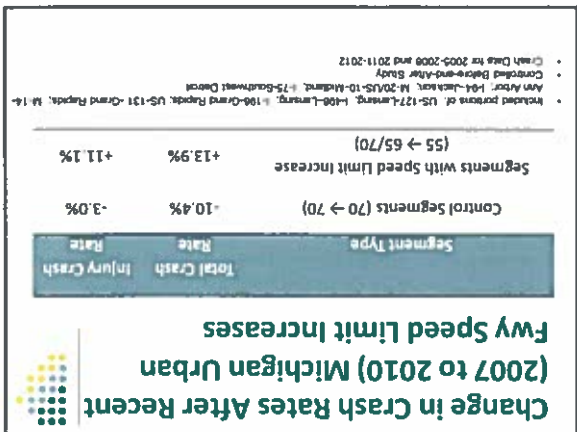 Change in Crash Rates After Recent
(2007 to 2010) Michigan Urban
Fwy Speed Limit Increases
Segment Type Total Crash Rate Injury Crash Rate
Control Segments (70 → 70) -10.4% -3.0%
Segments with Speed Limit Increase
(55 → 65/70) +13.9% +11.1%
• Included portions of: US-127-Lansing, I-496-Lansing, I-196-Grand Rapids, US-131 -Grand Rapids, M-14-
Ann Arbor, I-94-Jackson, M-20/US-10-Midland, I-75-Southwest Detroit
• Controlled Before-and-After Study
• Crash Data for 2005-2008 and 2011-2012